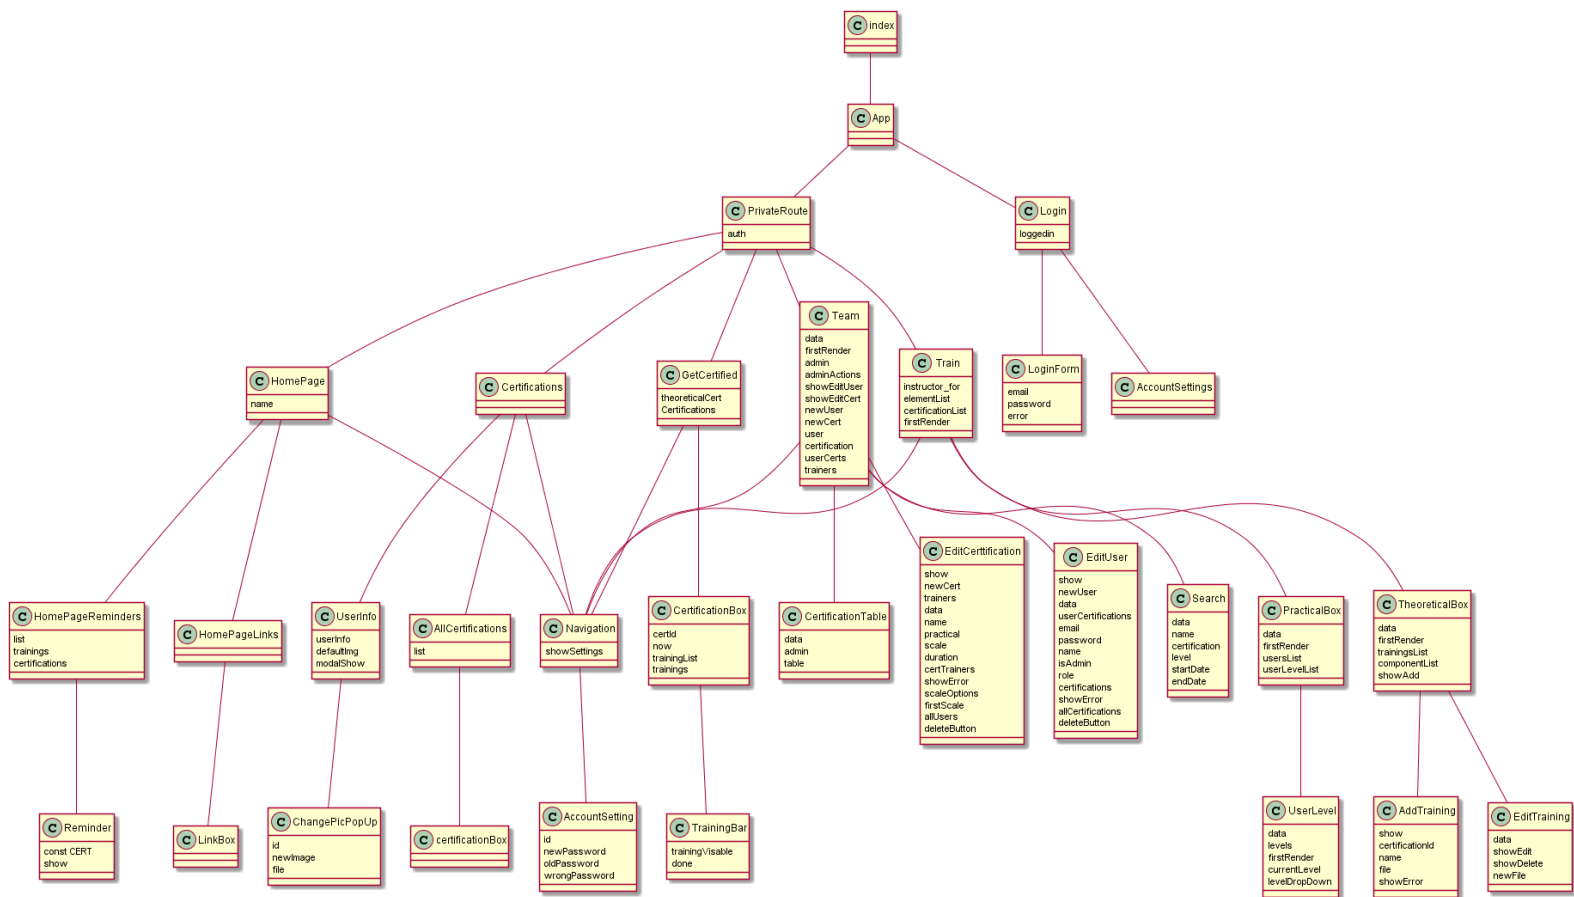 C index
C App
C PrivateRoute
auth
C Login
loggedin
C HomePage
name
C Certifications
C GetCertified
theoreticalCert
Certifications
C Team
data
firstRender
admin
adminActions
showEditUser
showEditCert
newUser
newCert
user
certification
userCerts
trainers
C Train
instructor_for
elementList
certificationList
firstRender
C LoginForm
email
password
error
C AccountSettings
C HomePageReminders
list
trainings
certifications
C HomePageLinks
C UserInfo
userInfo
defaultImg
modalShow
C AllCertifications
list
C Navigation
showSettings
C CertificationBox
certId
now
trainingList
trainings
C CertificationTable
data
admin
table
C EditCerttification
show
newCert
trainers
data
name
practical
scale
duration
certTrainers
showError
scaleOptions
firstScale
allUsers
deleteButton
C EditUser
show
newUser
data
userCertifications
email
password
name
isAdmin
role
certifications
showError
allCertifications
deleteButton
C Search
data
name
certification
level
startDate
endDate
C PracticalBox
data
firstRender
usersList
userLevelList
C TheoreticalBox
data
firstRender
trainingsList
componentList
showAdd
C Reminder
const CERT
show
C LinkBox
C ChangePicPopUp
id
newImage
file
C certificationBox
C AccountSetting
id
newPassword
oldPassword
wrongPassword
C TrainingBar
trainingVisable
done
C UserLevel
data
levels
firstRender
currentLevel
levelDropDown
C AddTraining
show
certificationId
name
file
showError
C EditTraining
data
showEdit
showDelete
newFile